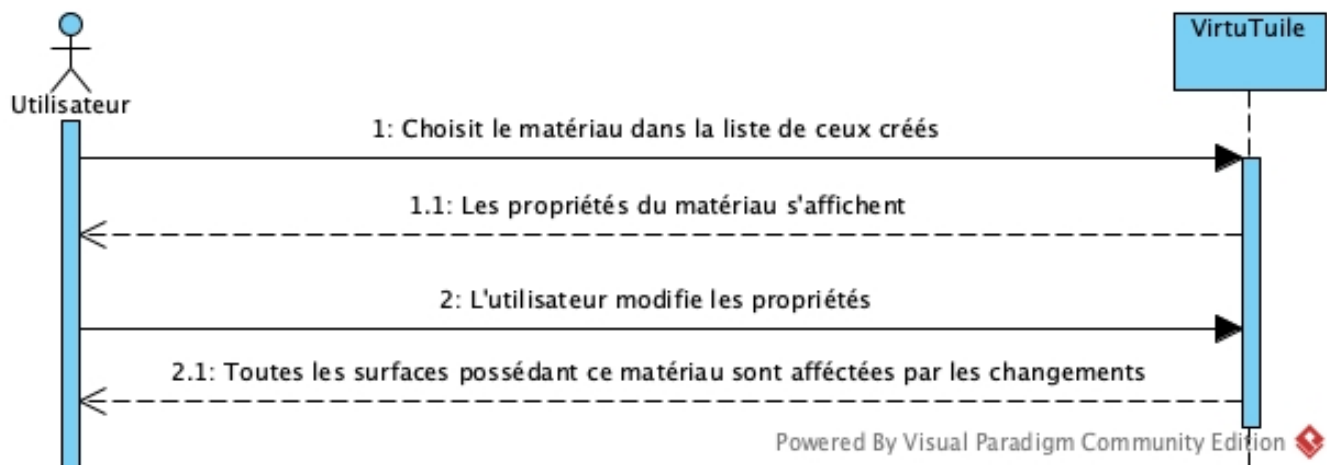 VirtuTuile
Utilisateur
1: Choisit le matériau dans la liste de ceux créés
1.1: Les propriétés du matériau s'affichent
2: L'utilisateur modifie les propriétés
2.1: Toutes les surfaces possédant ce matériau sont afféctées par les changements
Powered By Visual Paradigm Community Edition